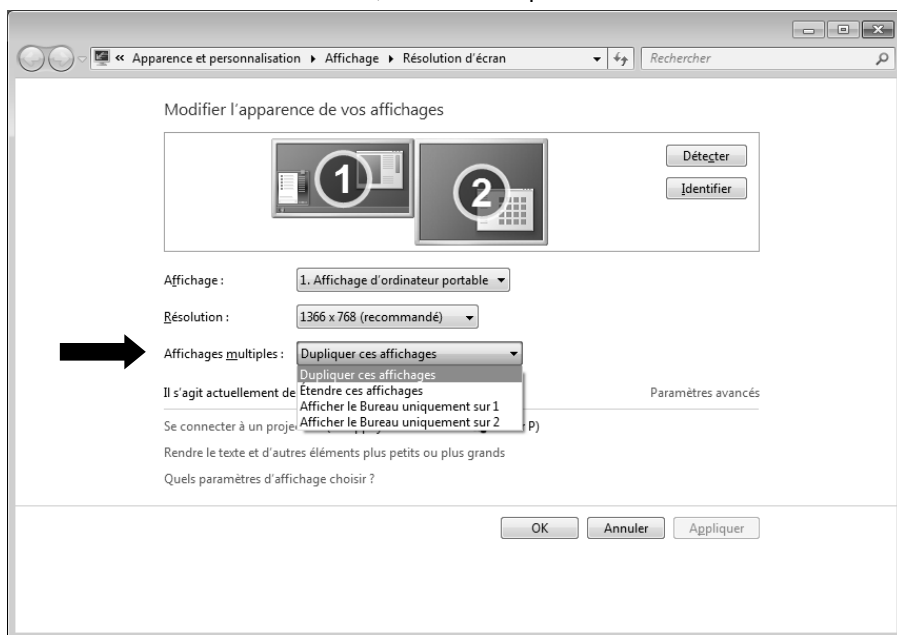 « Apparence et personnalisation ▸ Affichage ▸ Résolution d'écran
Rechercher
Modifier l'apparence de vos affichages
1
2
Détecter
Identifier
Affichage :
1. Affichage d'ordinateur portable
Résolution :
1366 x 768 (recommandé)
Affichages multiples :
Dupliquer ces affichages
Dupliquer ces affichages
Étendre ces affichages
Afficher le Bureau uniquement sur 1
Afficher le Bureau uniquement sur 2
Il s'agit actuellement de
Paramètres avancés
Se connecter à un P)
Rendre le texte et d'autres éléments plus petits ou plus grands
Quels paramètres d'affichage choisir ?
OK
Annuler
Appliquer